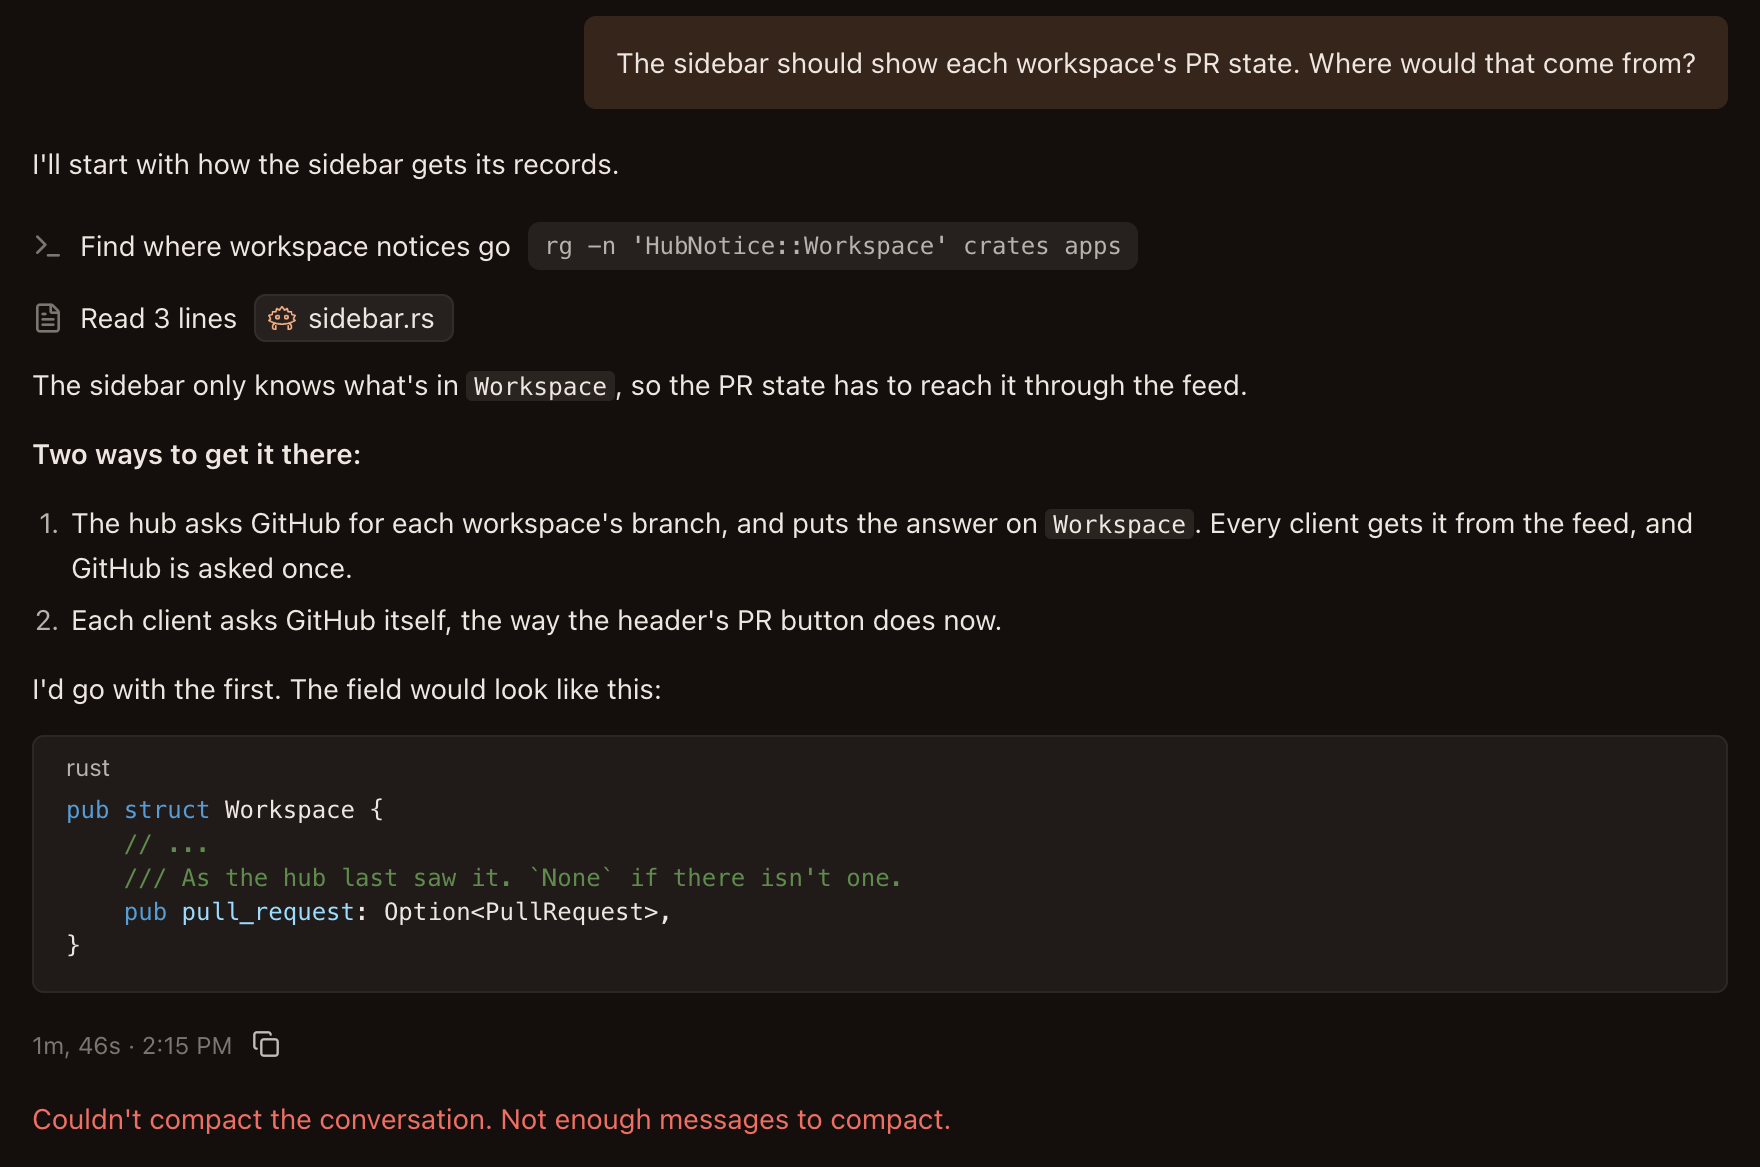 The sidebar should show each workspace's PR state. Where would that come from?
I'll start with how the sidebar gets its records.
Find where workspace notices go rg -n 'HubNotice::Workspace' crates apps
Read 3 lines sidebar.rs
The sidebar only knows what's in Workspace, so the PR state has to reach it through the feed.
Two ways to get it there:
1. The hub asks GitHub for each workspace's branch, and puts the answer on Workspace. Every client gets it from the feed, and
GitHub is asked once.
2. Each client asks GitHub itself, the way the header's PR button does now.
I'd go with the first. The field would look like this:
rust
pub struct Workspace {
    // ...
    /// As the hub last saw it. `None` if there isn't one.
    pub pull_request: Option<PullRequest>,
}
1m, 46s · 2:15 PM
Couldn't compact the conversation. Not enough messages to compact.